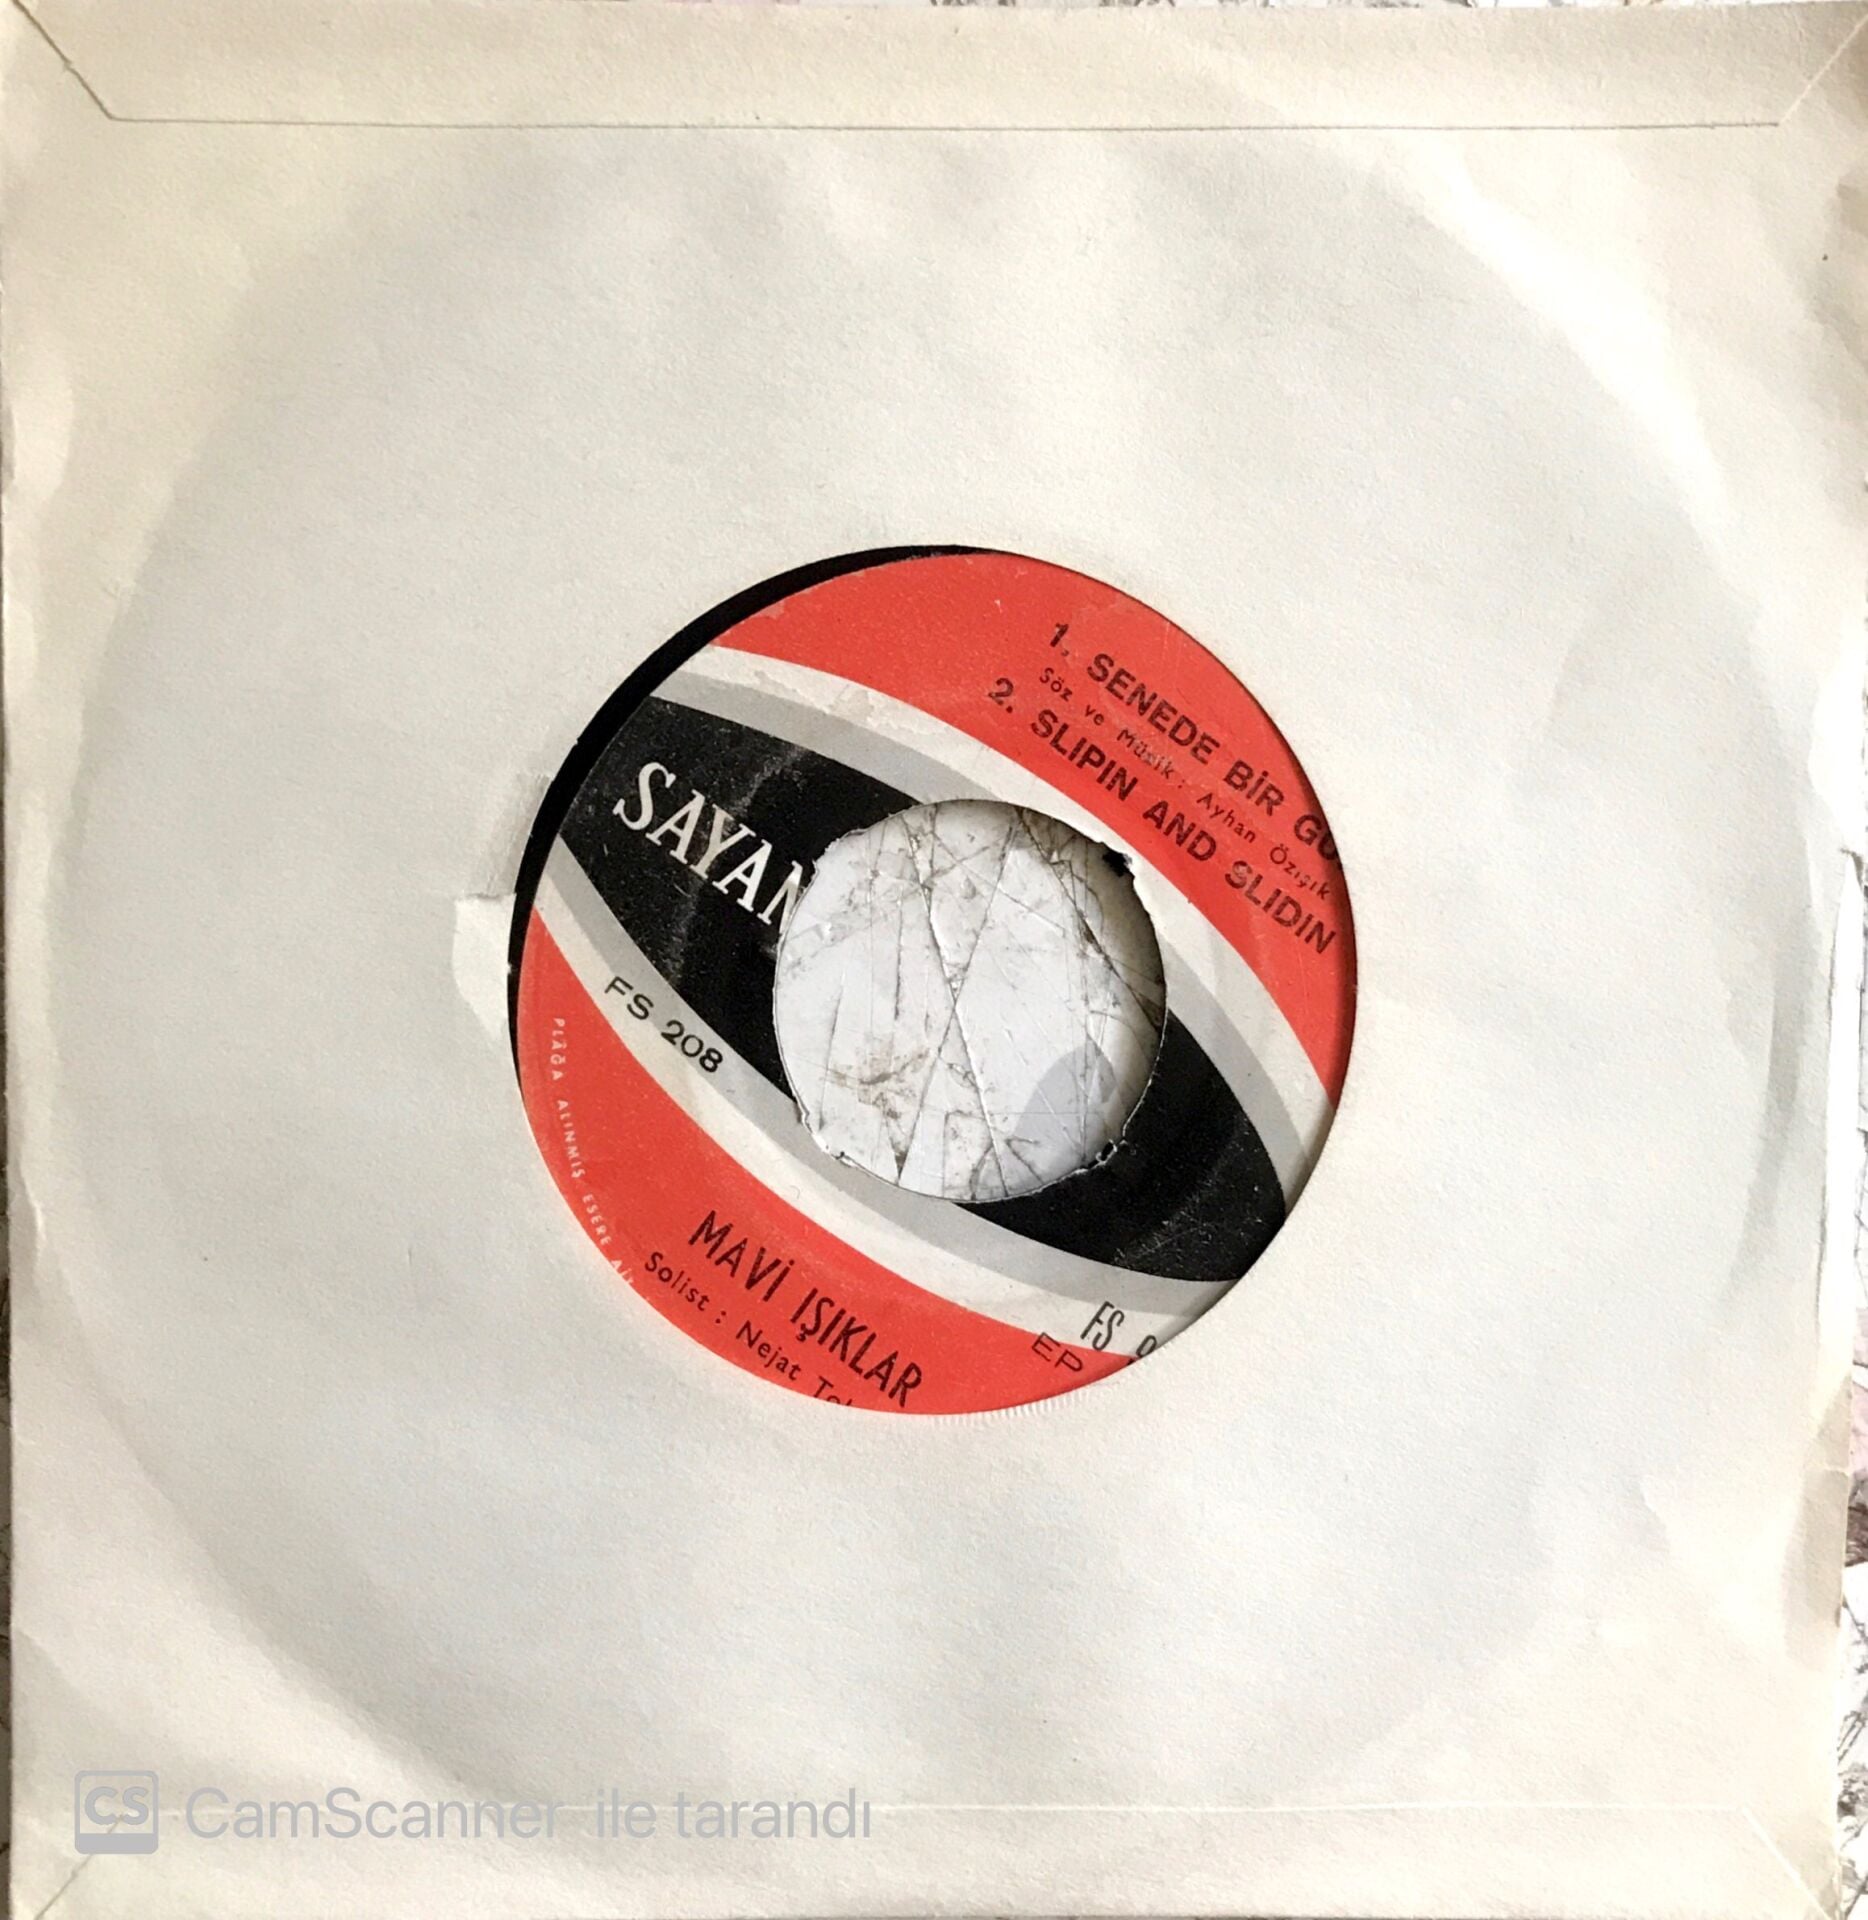 1. SENEDE BİR GÜ
Söz ve Müzik : Ayhan Özışık
2. SLIPIN AND SLIDIN
SAYAN
FS 208
PLÂĞA ALINMIŞ ESERE
MAVİ IŞIKLAR
Solist : Nejat
FS
EP
CS CamScanner ile tarandı